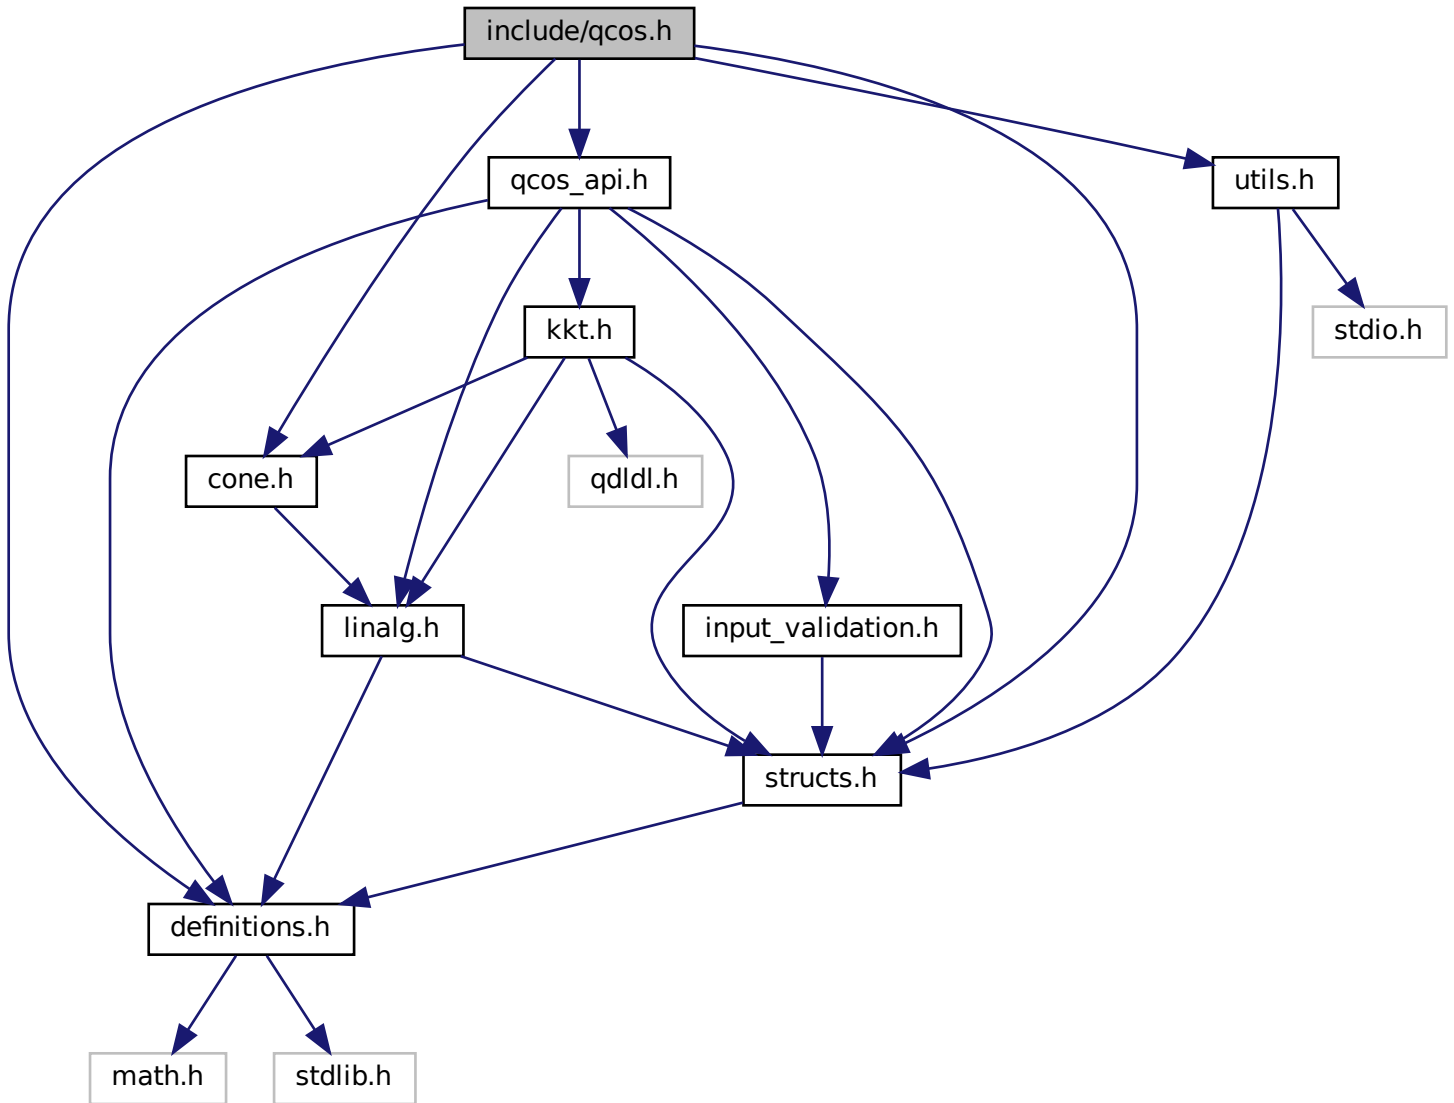 include/qcos.h
qcos_api.h
utils.h
kkt.h
stdio.h
cone.h
qdldl.h
linalg.h
input_validation.h
structs.h
definitions.h
math.h
stdlib.h